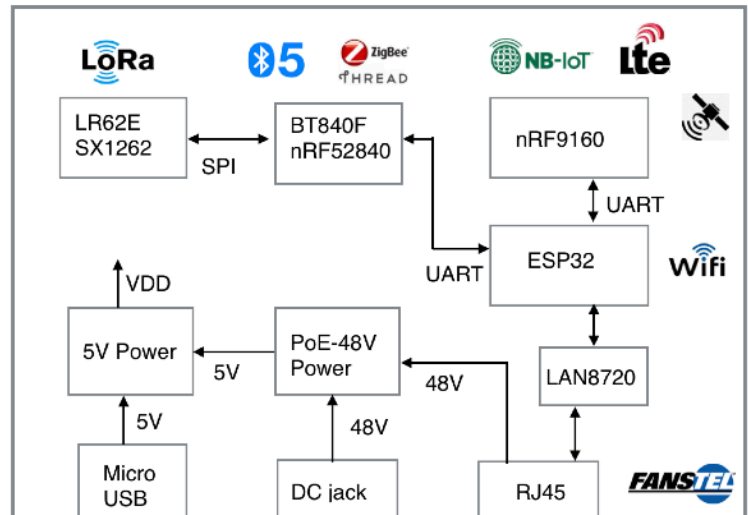 LoRa
5
ZigBee
THREAD
NB-IoT
lte
LR62E
SX1262
SPI
BT840F
nRF52840
nRF9160
UART
UART
ESP32
Wifi
VDD
5V Power
5V
PoE-48V
Power
48V
LAN8720
5V
48V
Micro
USB
DC jack
RJ45
FANSTEL